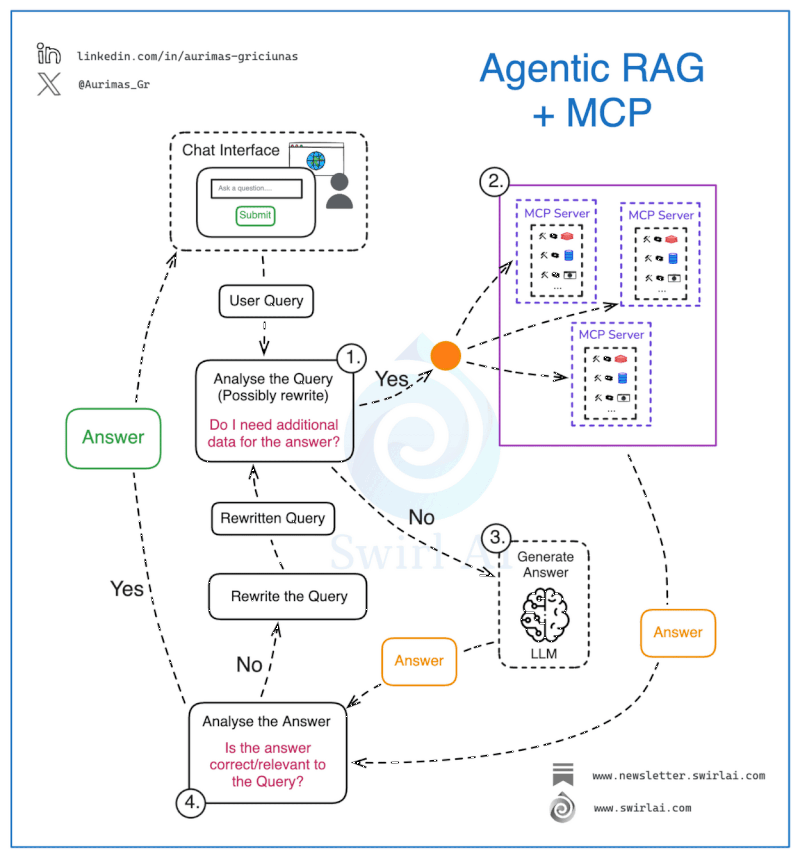 linkedin.com/in/aurimas-griciunas
@Aurimas_Gr
Agentic RAG
+ MCP
Chat Interface
Ask a question....
Submit
User Query
1.
Analyse the Query
(Possibly rewrite)
Do I need additional
data for the answer?
Yes
2.
MCP Server
...
MCP Server
...
MCP Server
...
Answer
Rewritten Query
No
Swirl AI
3.
Generate
Answer
LLM
Yes
Rewrite the Query
Answer
Answer
No
Analyse the Answer
Is the answer
correct/relevant to
the Query?
4.
www.newsletter.swirlai.com
www.swirlai.com